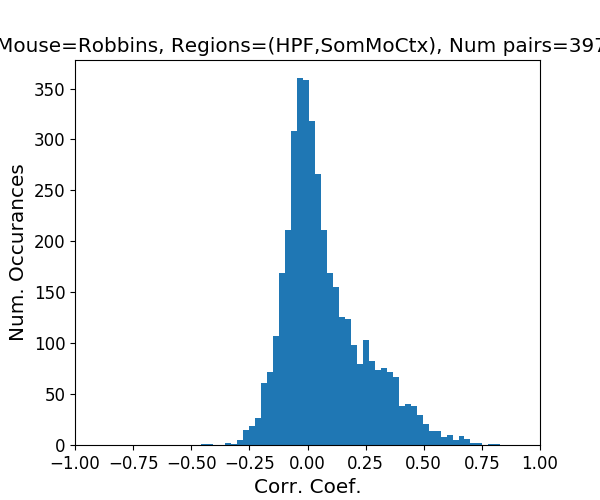 Mouse=Robbins, Regions=(HPF,SomMoCtx), Num pairs=397
Num. Occurances
350
300
250
200
150
100
50
0
−1.00 −0.75 −0.50 −0.25 0.00 0.25 0.50 0.75 1.00
Corr. Coef.